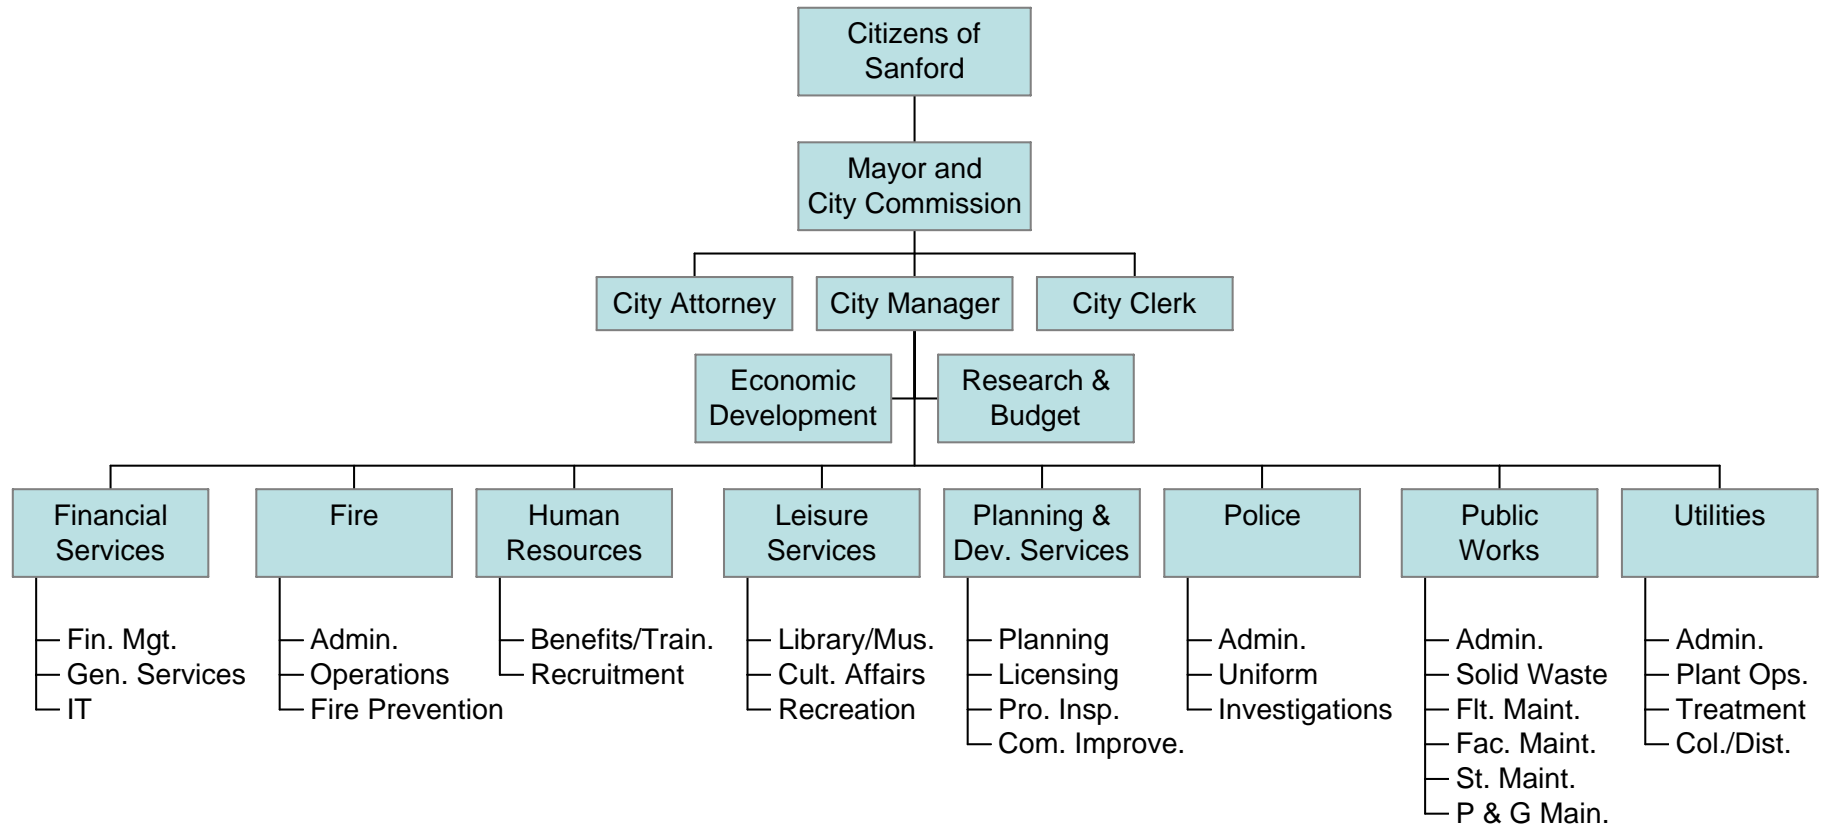 Citizens of
Sanford
Mayor and
City Commission
City Attorney
City Manager
City Clerk
Economic
Development
Research &
Budget
Financial
Services
Fin. Mgt.
Gen. Services
IT
Fire
Admin.
Operations
Fire Prevention
Human
Resources
Benefits/Train.
Recruitment
Leisure
Services
Library/Mus.
Cult. Affairs
Recreation
Planning &
Dev. Services
Planning
Licensing
Pro. Insp.
Com. Improve.
Police
Admin.
Uniform
Investigations
Public
Works
Admin.
Solid Waste
Flt. Maint.
Fac. Maint.
St. Maint.
P & G Main.
Utilities
Admin.
Plant Ops.
Treatment
Col./Dist.